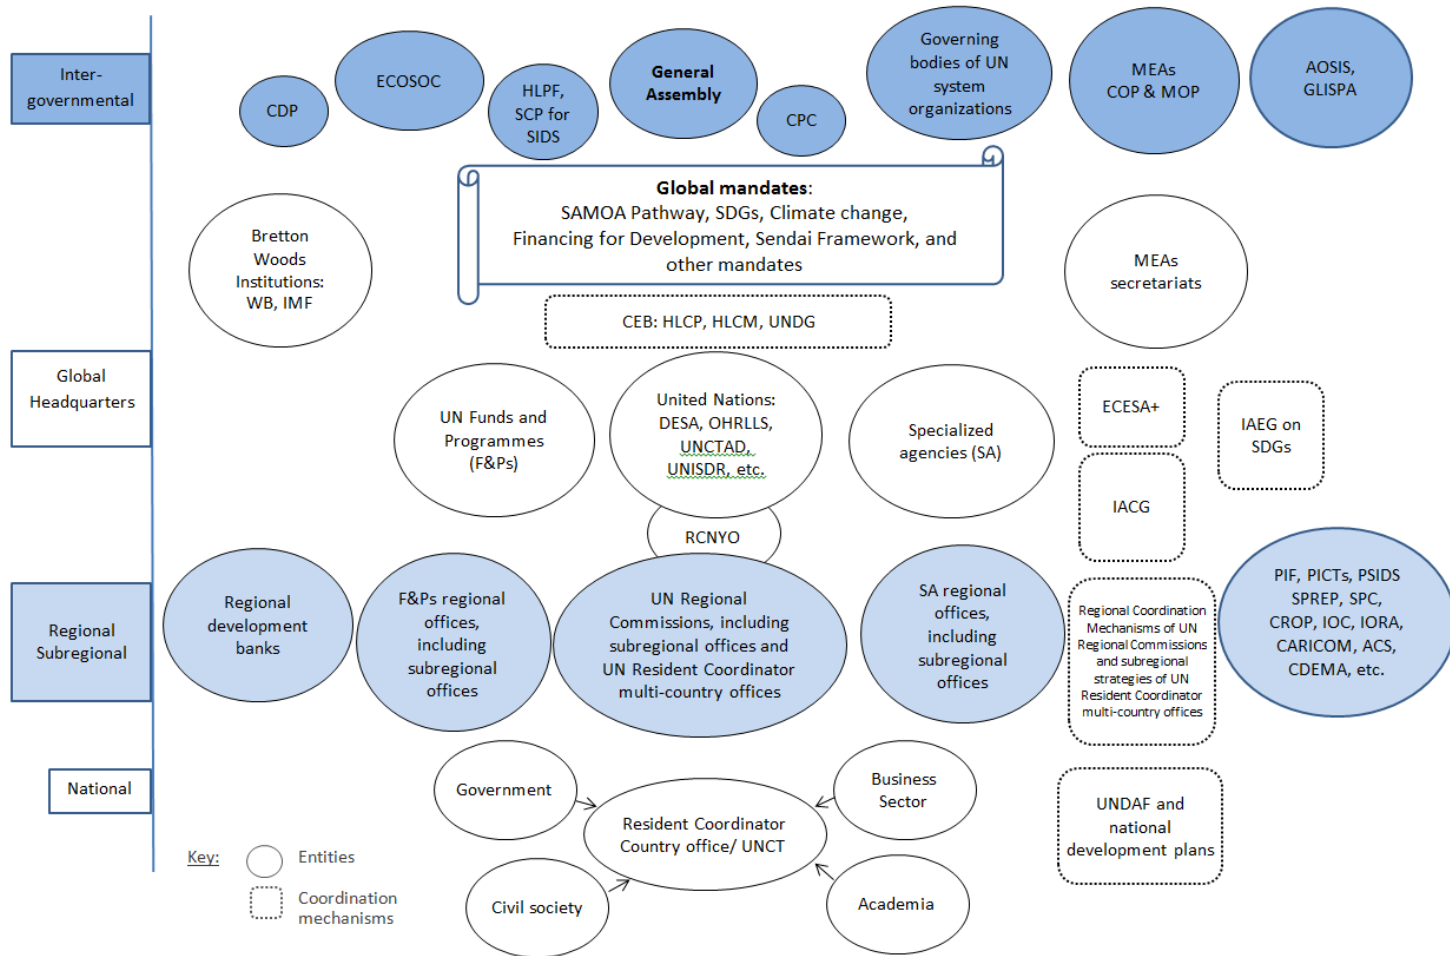 Inter-
governmental
CDP
ECOSOC
HLPF,
SCP for
SIDS
General
Assembly
CPC
Governing
bodies of UN
system
organizations
MEAs
COP & MOP
AOSIS,
GLISPA
Global mandates:
SAMOA Pathway, SDGs, Climate change,
Financing for Development, Sendai Framework, and
other mandates
Bretton
Woods
Institutions:
WB, IMF
MEAs
secretariats
CEB: HLCP, HLCM, UNDG
Global
Headquarters
UN Funds and
Programmes
(F&Ps)
United Nations:
DESA, OHRLLS,
UNCTAD,
UNISDR, etc.
Specialized
agencies (SA)
ECESA+
IAEG on
SDGs
IACG
RCNYO
Regional
Subregional
Regional
development
banks
F&Ps regional
offices,
including
subregional
offices
UN Regional
Commissions, including
subregional offices and
UN Resident Coordinator
multi-country offices
SA regional
offices,
including
subregional
offices
Regional Coordination
Mechanisms of UN
Regional Commissions
and subregional
strategies of UN
Resident Coordinator
multi-country offices
PIF, PICTs, PSIDS
SPREP, SPC,
CROP, IOC, IORA,
CARICOM, ACS,
CDEMA, etc.
National
Government
Business
Sector
Resident Coordinator
Country office/ UNCT
Civil society
Academia
UNDAF and
national
development plans
Key:
Entities
Coordination
mechanisms